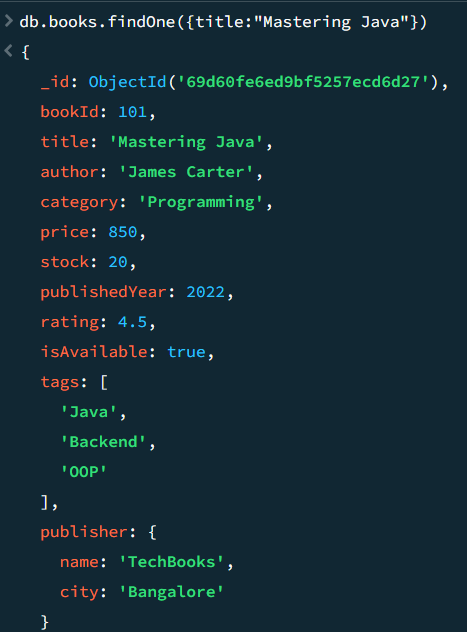 > db.books.findOne({title:"Mastering Java"})
< {
_id: ObjectId('69d60fe6ed9bf5257ecd6d27'),
bookId: 101,
title: 'Mastering Java',
author: 'James Carter',
category: 'Programming',
price: 850,
stock: 20,
publishedYear: 2022,
rating: 4.5,
isAvailable: true,
tags: [
'Java',
'Backend',
'OOP'
],
publisher: {
name: 'TechBooks',
city: 'Bangalore'
}